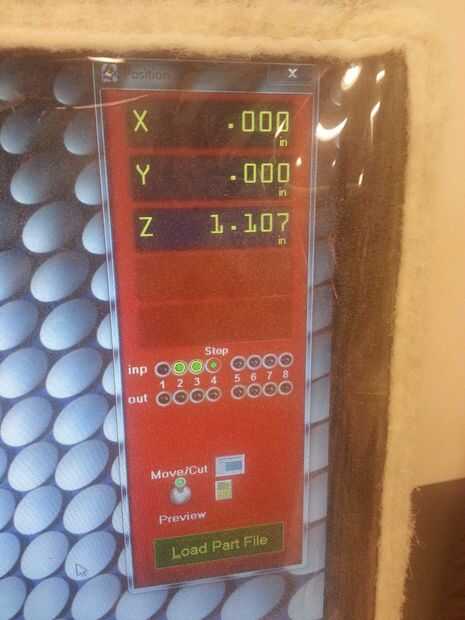 Position
X .000
in
Y .000
in
Z 1.107
in
Stop
inp
1 2 3 4 5 6 7 8
out
Move/Cut
Preview
Load Part File